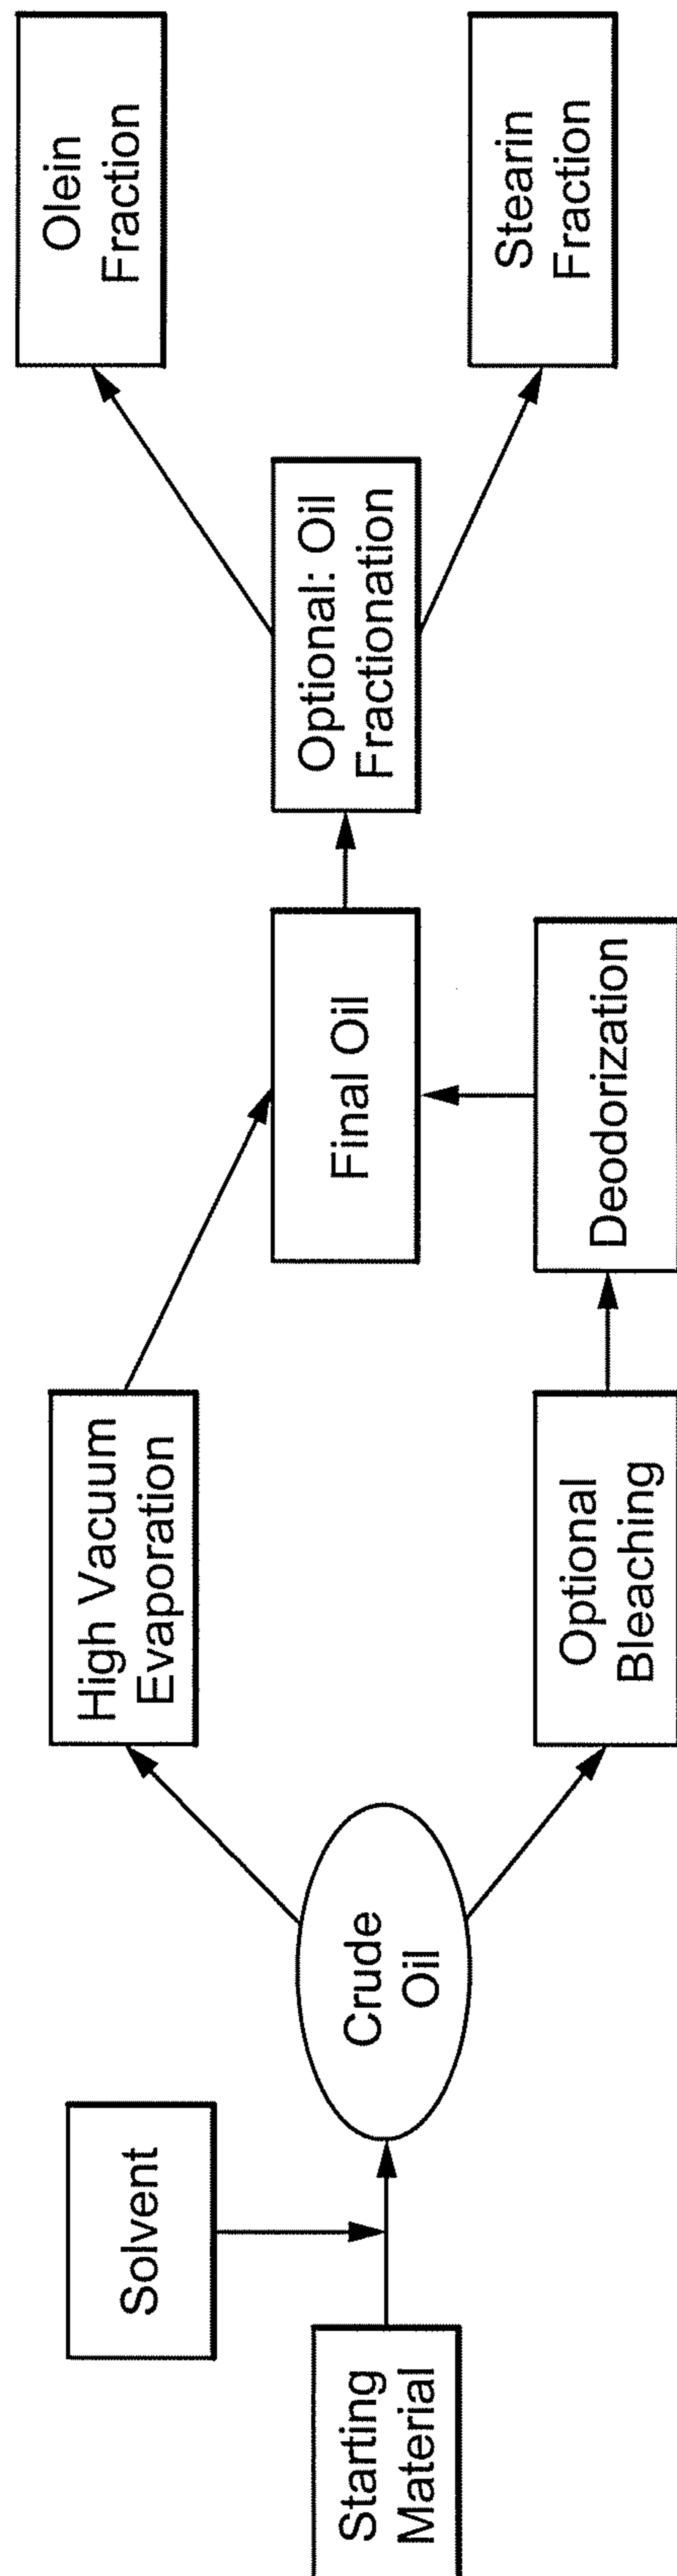 Starting
Material
Solvent
Crude
Oil
High Vacuum
Evaporation
Optional
Bleaching
Deodorization
Final Oil
Optional: Oil
Fractionation
Olein
Fraction
Stearin
Fraction